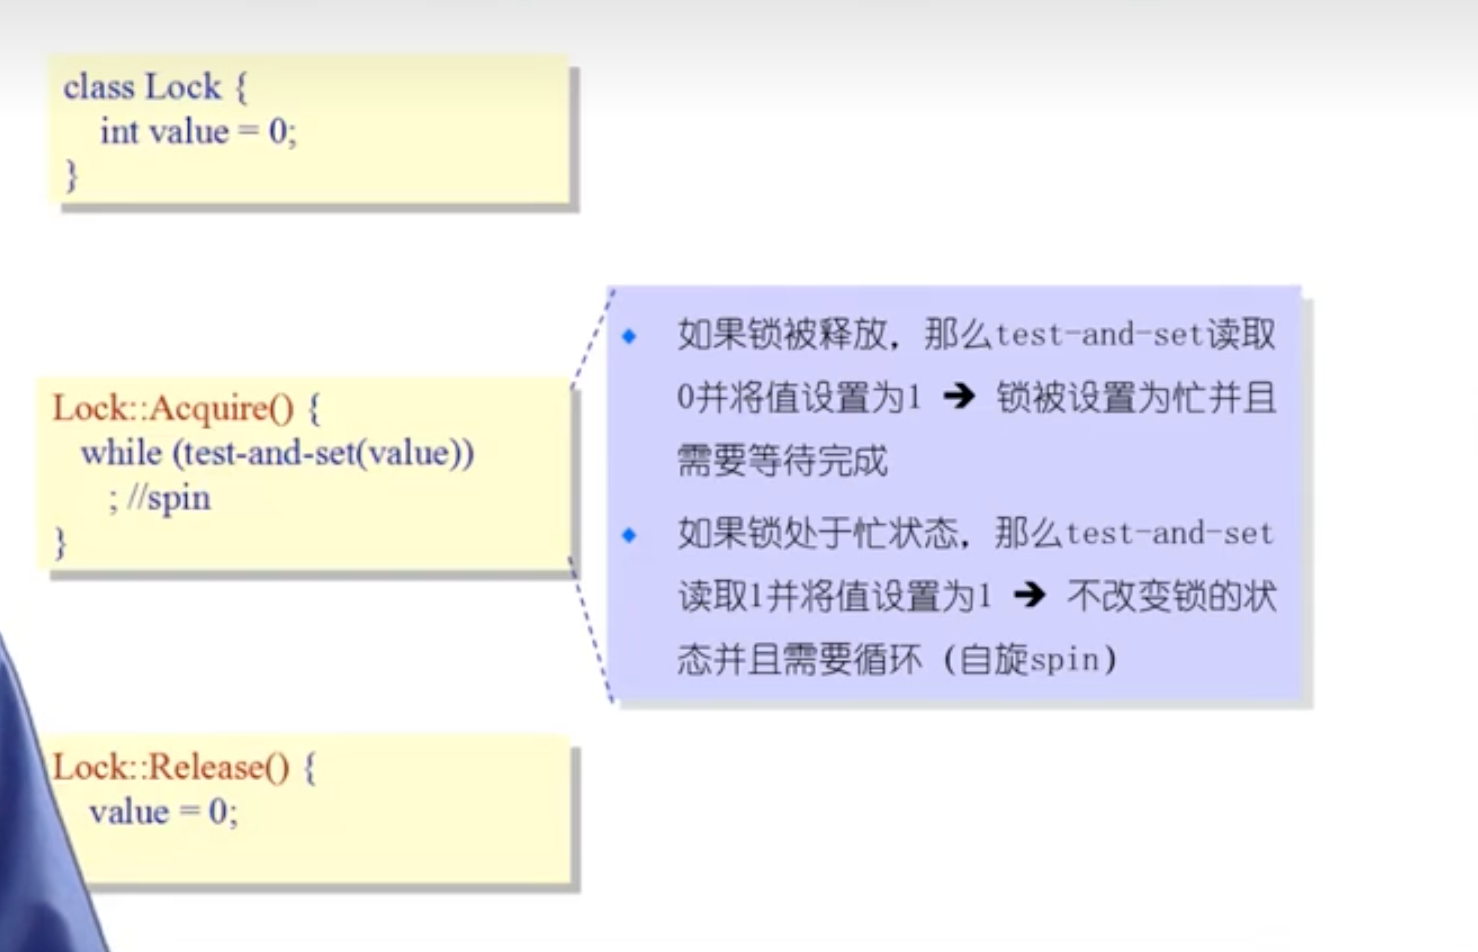 class Lock {
int value = 0;
}
Lock::Acquire() {
while (test-and-set(value))
; //spin
}
如果锁被释放，那么test-and-set读取
0并将值设置为1 ➔ 锁被设置为忙并且
需要等待完成
如果锁处于忙状态，那么test-and-set
读取1并将值设置为1 ➔ 不改变锁的状
态并且需要循环（自旋spin）
Lock::Release() {
value = 0;